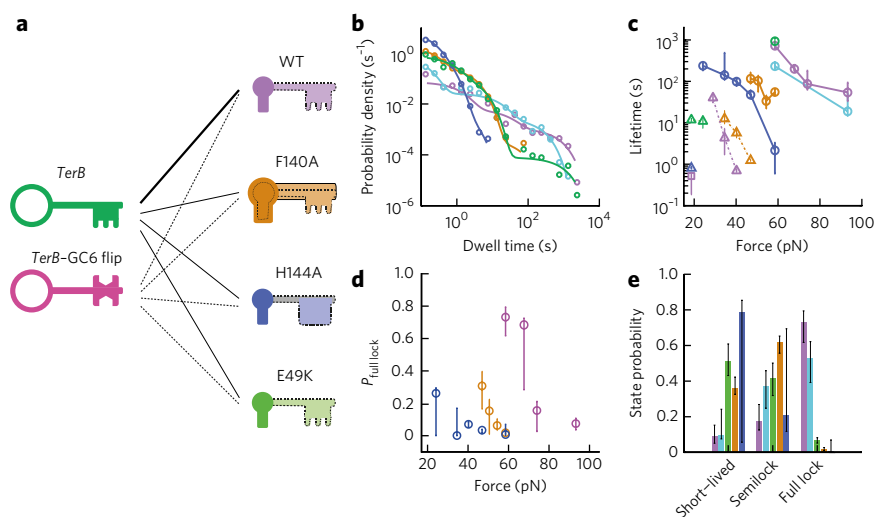 a
TerB
TerB–GC6 flip
WT
F140A
H144A
E49K
b
Probability density (s⁻¹)
10⁰
10⁻²
10⁻⁴
10⁻⁶
10⁰ 10² 10⁴
Dwell time (s)
c
Lifetime (s)
10³
10²
10¹
10⁰
10⁻¹
20 40 60 80 100
Force (pN)
d
P full lock
1.0
0.8
0.6
0.4
0.2
0
20 40 60 80 100
Force (pN)
e
State probability
1.0
0.8
0.6
0.4
0.2
0
Short–lived
Semilock
Full lock